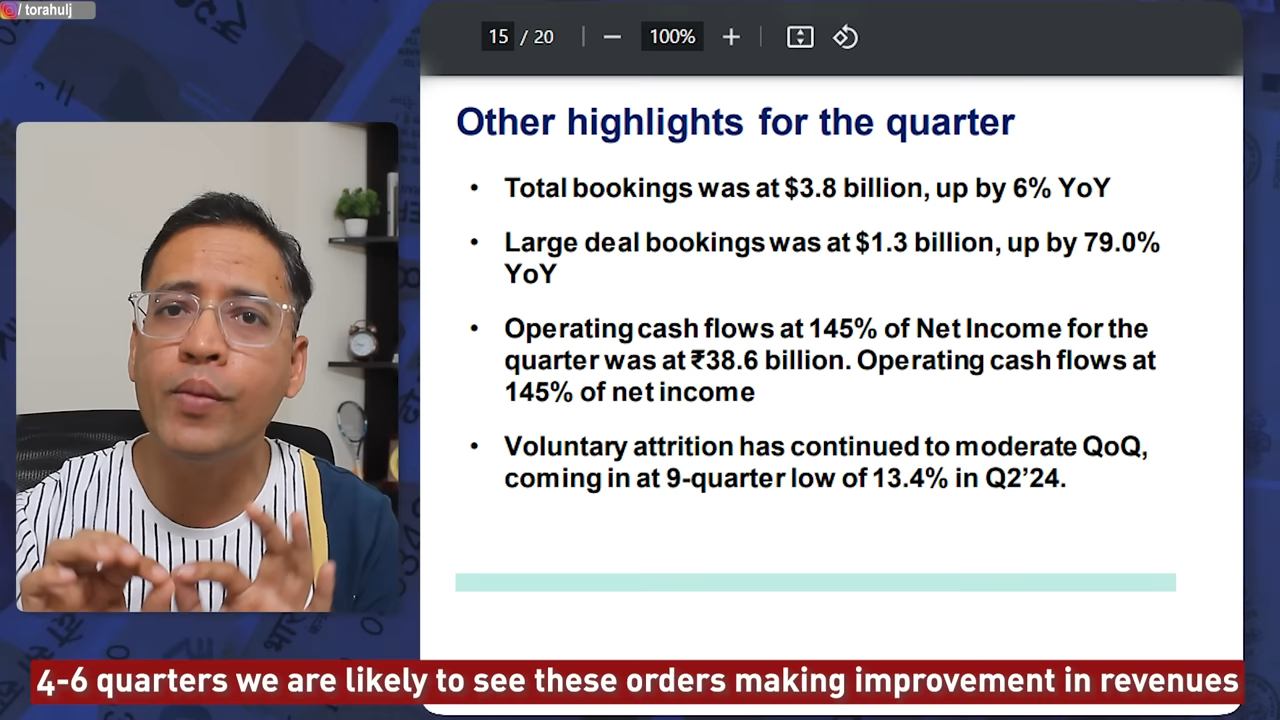 / torahulj
15 / 20
100%
Other highlights for the quarter
• Total bookings was at $3.8 billion, up by 6% YoY
• Large deal bookings was at $1.3 billion, up by 79.0%
YoY
• Operating cash flows at 145% of Net Income for the
quarter was at ₹38.6 billion. Operating cash flows at
145% of net income
• Voluntary attrition has continued to moderate QoQ,
coming in at 9-quarter low of 13.4% in Q2’24.
4-6 quarters we are likely to see these orders making improvement in revenues